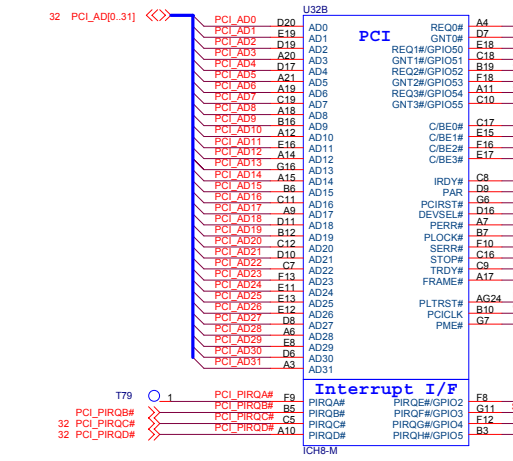 U32B
32 PCI_AD[0..31]
PCI
PCI_AD0 D20 AD0 REQ0# A4
PCI_AD1 E19 AD1 GNT0# D7
PCI_AD2 D19 AD2 REQ1#/GPIO50 E18
PCI_AD3 A20 AD3 GNT1#/GPIO51 C18
PCI_AD4 D17 AD4 REQ2#/GPIO52 B19
PCI_AD5 A21 AD5 GNT2#/GPIO53 F18
PCI_AD6 A19 AD6 REQ3#/GPIO54 A11
PCI_AD7 C19 AD7 GNT3#/GPIO55 C10
PCI_AD8 A18 AD8
PCI_AD9 B16 AD9 C/BE0# C17
PCI_AD10 A12 AD10 C/BE1# E15
PCI_AD11 E16 AD11 C/BE2# F16
PCI_AD12 A14 AD12 C/BE3# E17
PCI_AD13 G16 AD13
PCI_AD14 A15 AD14 IRDY# C8
PCI_AD15 B6 AD15 PAR D9
PCI_AD16 C11 AD16 PCIRST# G6
PCI_AD17 A9 AD17 DEVSEL# D16
PCI_AD18 D11 AD18 PERR# A7
PCI_AD19 B12 AD19 PLOCK# B7
PCI_AD20 C12 AD20 SERR# F10
PCI_AD21 D10 AD21 STOP# C16
PCI_AD22 C7 AD22 TRDY# C9
PCI_AD23 F13 AD23 FRAME# A17
PCI_AD24 E11 AD24
PCI_AD25 E13 AD25 PLTRST# AG24
PCI_AD26 E12 AD26 PCICLK B10
PCI_AD27 D8 AD27 PME# G7
PCI_AD28 A6 AD28
PCI_AD29 E8 AD29
PCI_AD30 D6 AD30
PCI_AD31 A3 AD31
Interrupt I/F
T79 1 PCI_PIRQA# F9 PIRQA# PIRQE#/GPIO2 F8
PCI_PIRQB# PCI_PIRQB# B5 PIRQB# PIRQF#/GPIO3 G11
32 PCI_PIRQC# PCI_PIRQC# C5 PIRQC# PIRQG#/GPIO4 F12
32 PCI_PIRQD# PCI_PIRQD# A10 PIRQD# PIRQH#/GPIO5 B3
ICH8-M